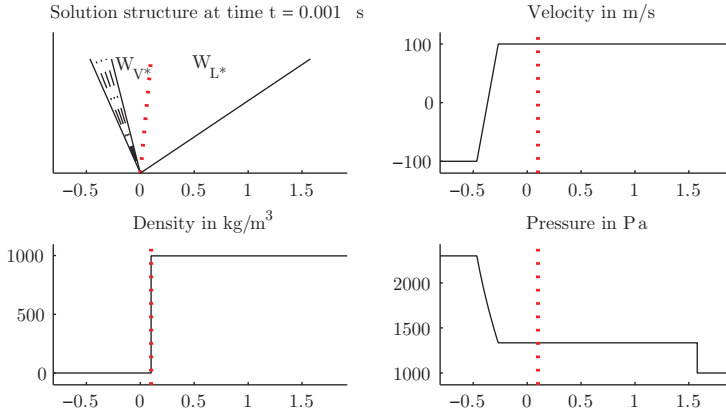 Solution structure at time t = 0.001 s
W_V*
W_L*
−0.5 0 0.5 1 1.5
Velocity in m/s
100
0
−100
−0.5 0 0.5 1 1.5
Density in kg/m³
1000
500
0
−0.5 0 0.5 1 1.5
Pressure in Pa
2000
1500
1000
−0.5 0 0.5 1 1.5